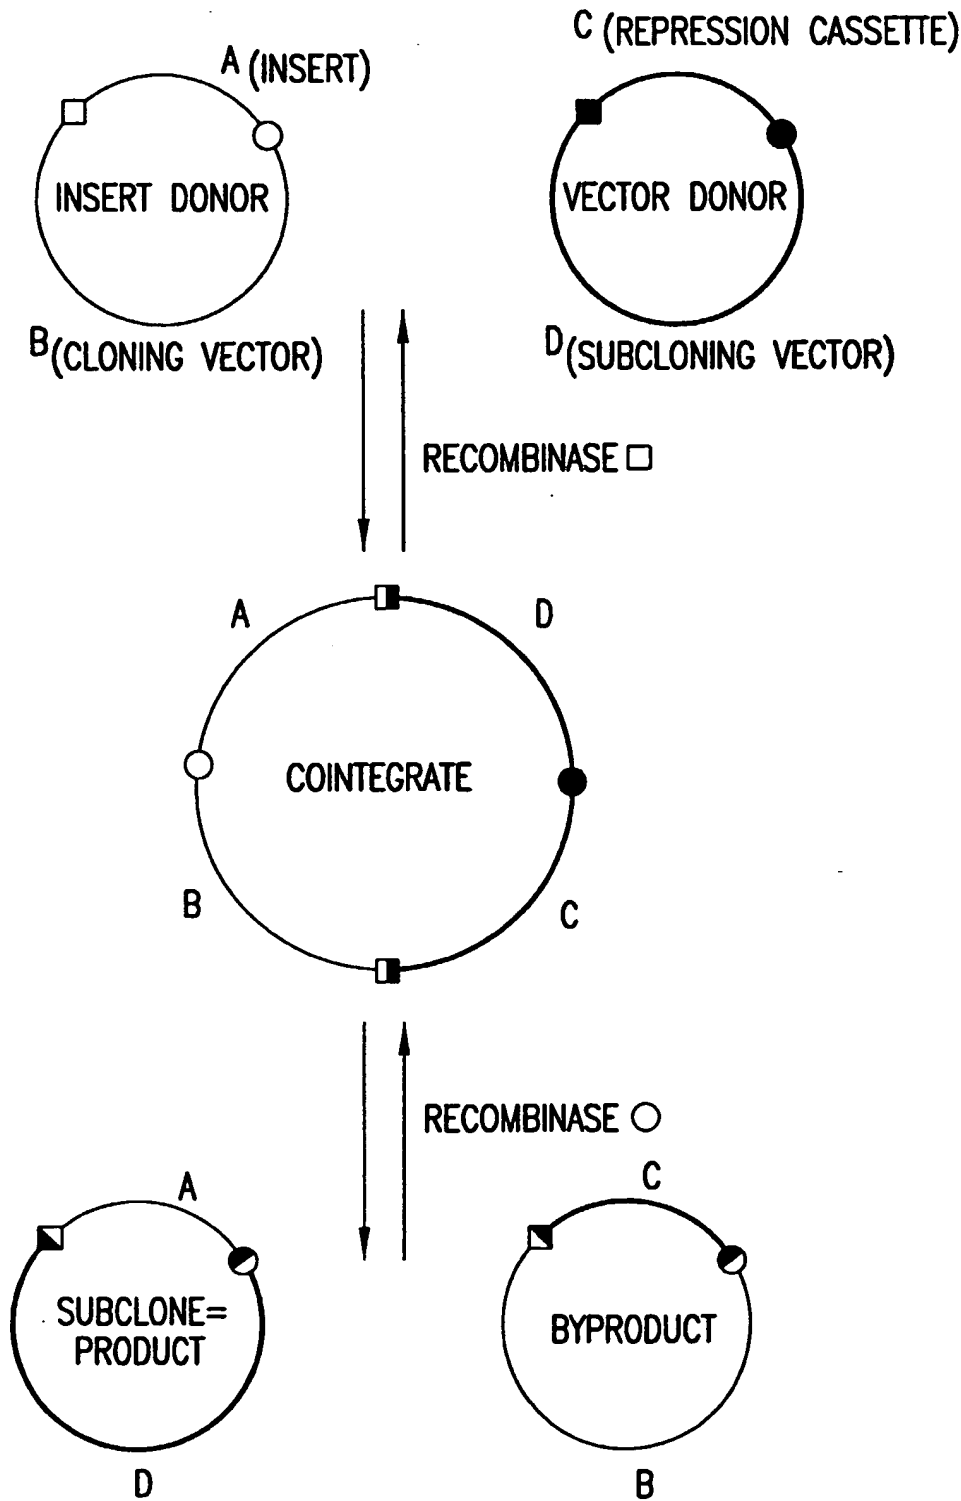 A (INSERT)
C (REPRESSION CASSETTE)
INSERT DONOR
VECTOR DONOR
B (CLONING VECTOR)
D (SUBCLONING VECTOR)
RECOMBINASE
A
D
COINTEGRATE
B
C
RECOMBINASE
A
C
SUBCLONE=
PRODUCT
BYPRODUCT
D
B